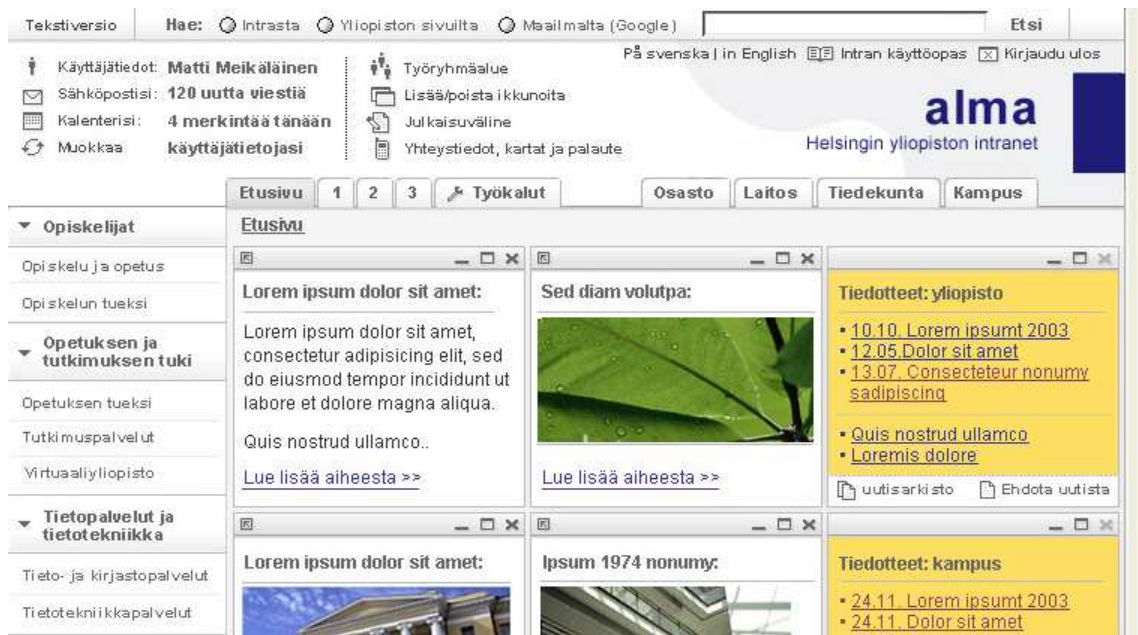 Tekstiversio Hae: Intrasta Yliopiston sivuilta Maailmalta (Google) Etsi
På svenska | in English Intran käyttöopas Kirjaudu ulos
Käyttäjätiedot: Matti Meikäläinen
Sähköpostisi: 120 uutta viestiä
Kalenterisi: 4 merkintää tänään
Muokkaa käyttäjätietojasi
Työryhmäalue
Lisää/poista ikkunoita
Julkaisuväline
Yhteystiedot, kartat ja palaute
alma
Helsingin yliopiston intranet
Etusivu 1 2 3 Työkalut Osasto Laitos Tiedekunta Kampus
Opiskelijat
Opiskelu ja opetus
Opiskelun tueksi
Opetuksen ja
tutkimuksen tuki
Opetuksen tueksi
Tutkimuspalvelut
Virtuaaliyliopisto
Tietopalvelut ja
tietotekniikka
Tieto- ja kirjastopalvelut
Tietotekniikkapalvelut
Etusivu
Lorem ipsum dolor sit amet:
Lorem ipsum dolor sit amet,
consectetur adipisicing elit, sed
do eiusmod tempor incididunt ut
labore et dolore magna aliqua.
Quis nostrud ullamco..
Lue lisää aiheesta >>
Sed diam volutpa:
Lue lisää aiheesta >>
Tiedotteet: yliopisto
• 10.10. Lorem ipsumt 2003
• 12.05.Dolor sit amet
• 13.07. Consecteteur nonumy
sadipiscing
• Quis nostrud ullamco
• Loremis dolore
uutisarkisto Ehdota uutista
Lorem ipsum dolor sit amet:
Ipsum 1974 nonumy:
Tiedotteet: kampus
• 24.11. Lorem ipsumt 2003
• 24.11. Dolor sit amet